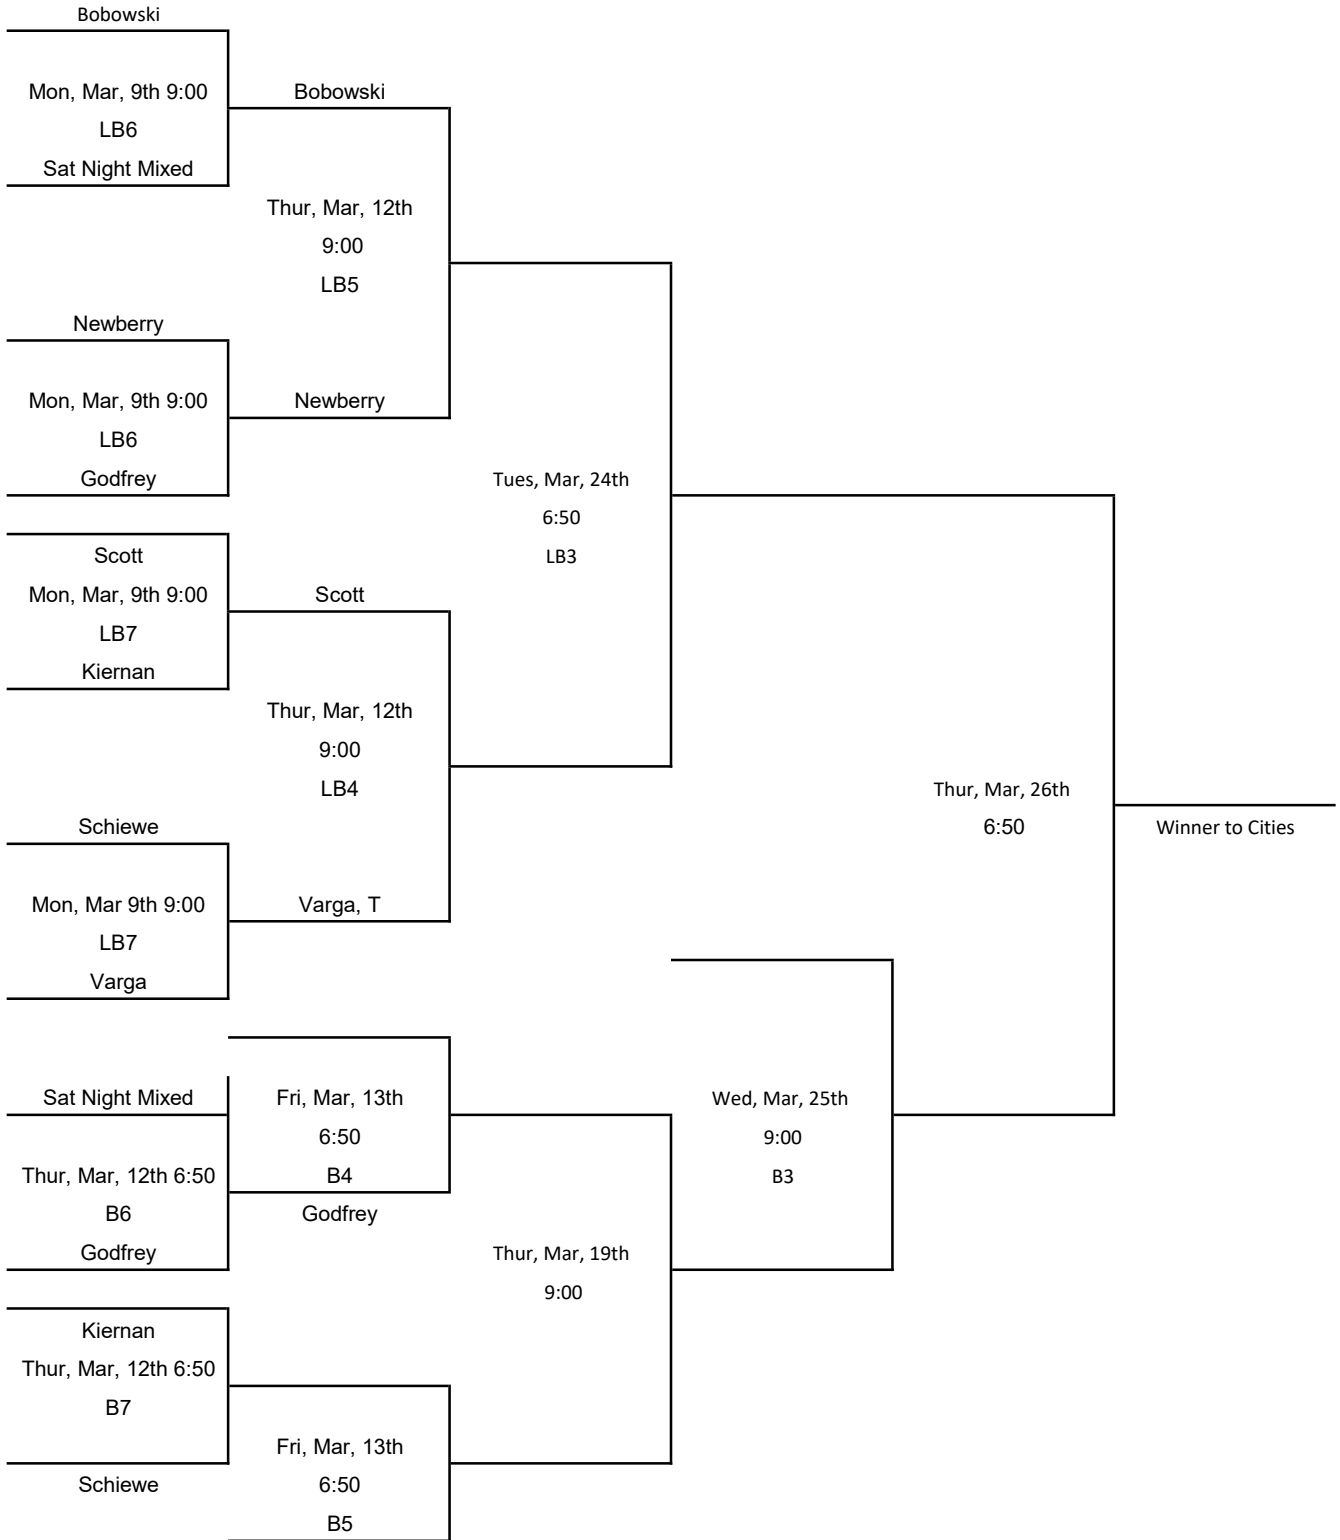 Bobowski
Mon, Mar, 9th 9:00
LB6
Sat Night Mixed
Bobowski
Thur, Mar, 12th
9:00
LB5
Newberry
Mon, Mar, 9th 9:00
LB6
Godfrey
Newberry
Tues, Mar, 24th
6:50
LB3
Scott
Mon, Mar, 9th 9:00
LB7
Kiernan
Scott
Thur, Mar, 12th
9:00
LB4
Schiewe
Mon, Mar 9th 9:00
LB7
Varga
Varga, T
Thur, Mar, 26th
6:50
Winner to Cities
Sat Night Mixed
Thur, Mar, 12th 6:50
B6
Godfrey
Fri, Mar, 13th
6:50
B4
Godfrey
Wed, Mar, 25th
9:00
B3
Thur, Mar, 19th
9:00
Kiernan
Thur, Mar, 12th 6:50
B7
Schiewe
Fri, Mar, 13th
6:50
B5